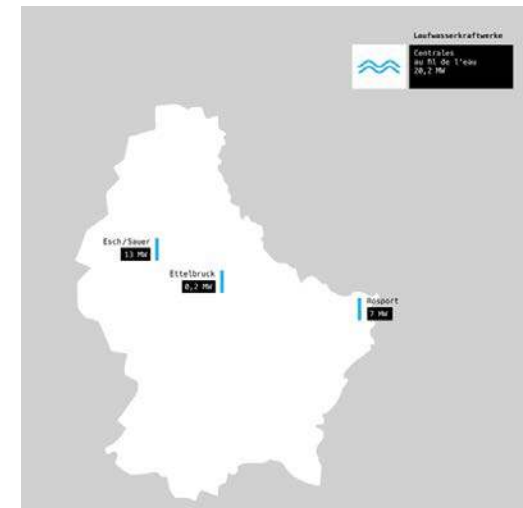 Laufwasserkraftwerke
Centrales
au fil de l'eau
20,2 MW
Esch/Sauer
13 MW
Ettelbruck
0,2 MW
Rosport
7 MW